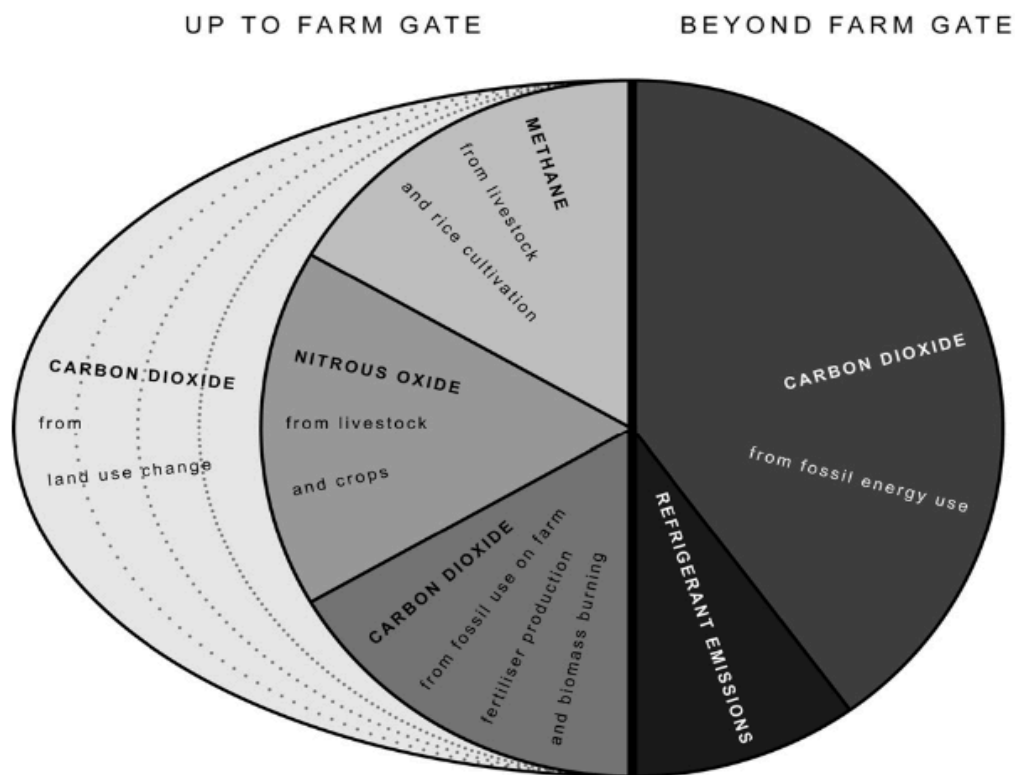 UP TO FARM GATE
BEYOND FARM GATE
METHANE
from livestock
and rice cultivation
CARBON DIOXIDE
from
land use change
NITROUS OXIDE
from livestock
and crops
CARBON DIOXIDE
from fossil use on farm
fertiliser production
and biomass burning
CARBON DIOXIDE
from fossil energy use
REFRIGERANT EMISSIONS